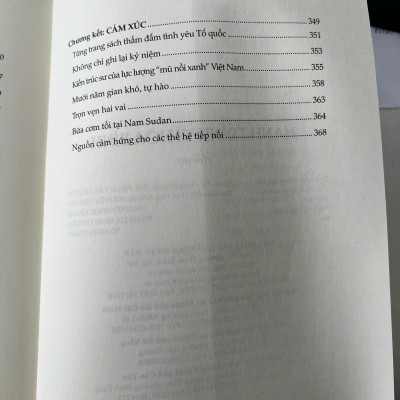 Chương kết: CẢM XÚC 349
Từng trang sách thấm đẫm tình yêu Tổ quốc 351
Không chỉ ghi lại kỷ niệm 353
Kiến trúc sư của lực lượng "mũ nồi xanh" Việt Nam 355
Mười năm gian khó, tự hào 358
Trọn vẹn hai vai 363
Bữa cơm tối tại Nam Sudan 364
Nguồn cảm hứng cho các thế hệ tiếp nối 368